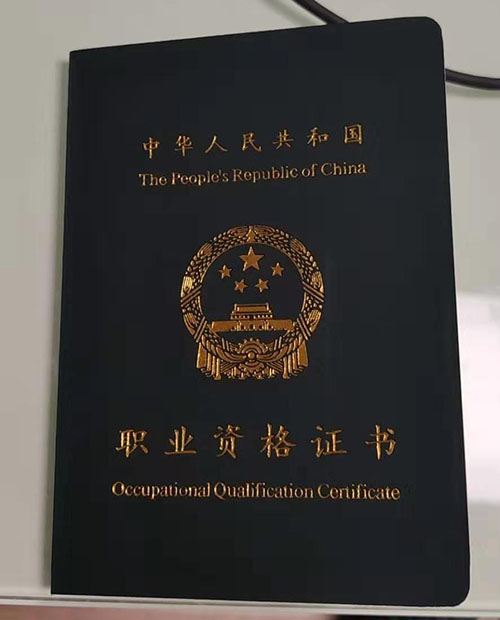 中华人民共和国
The People's Republic of China
职业资格证书
Occupational Qualification Certificate